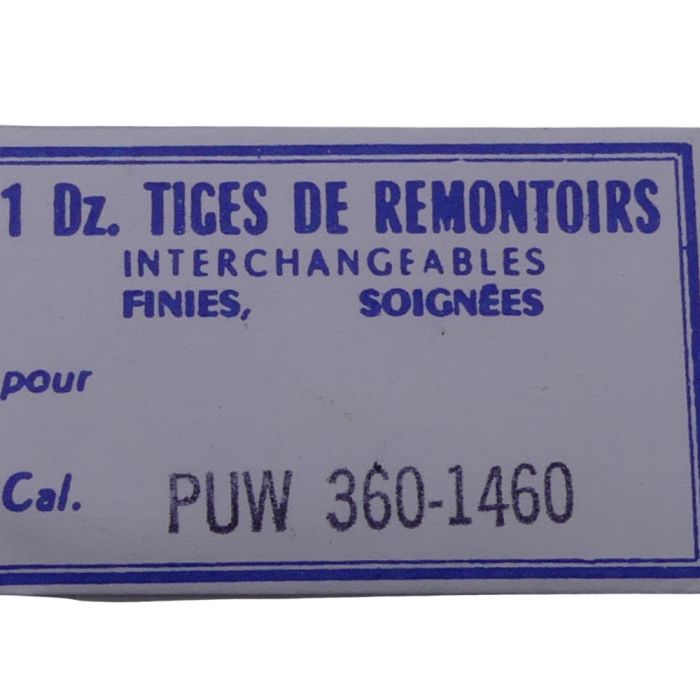 1 Dz. TIGES DE REMONTOIRS
INTERCHANGEABLES
FINIES, SOIGNÉES
pour
Cal. PUW 360-1460